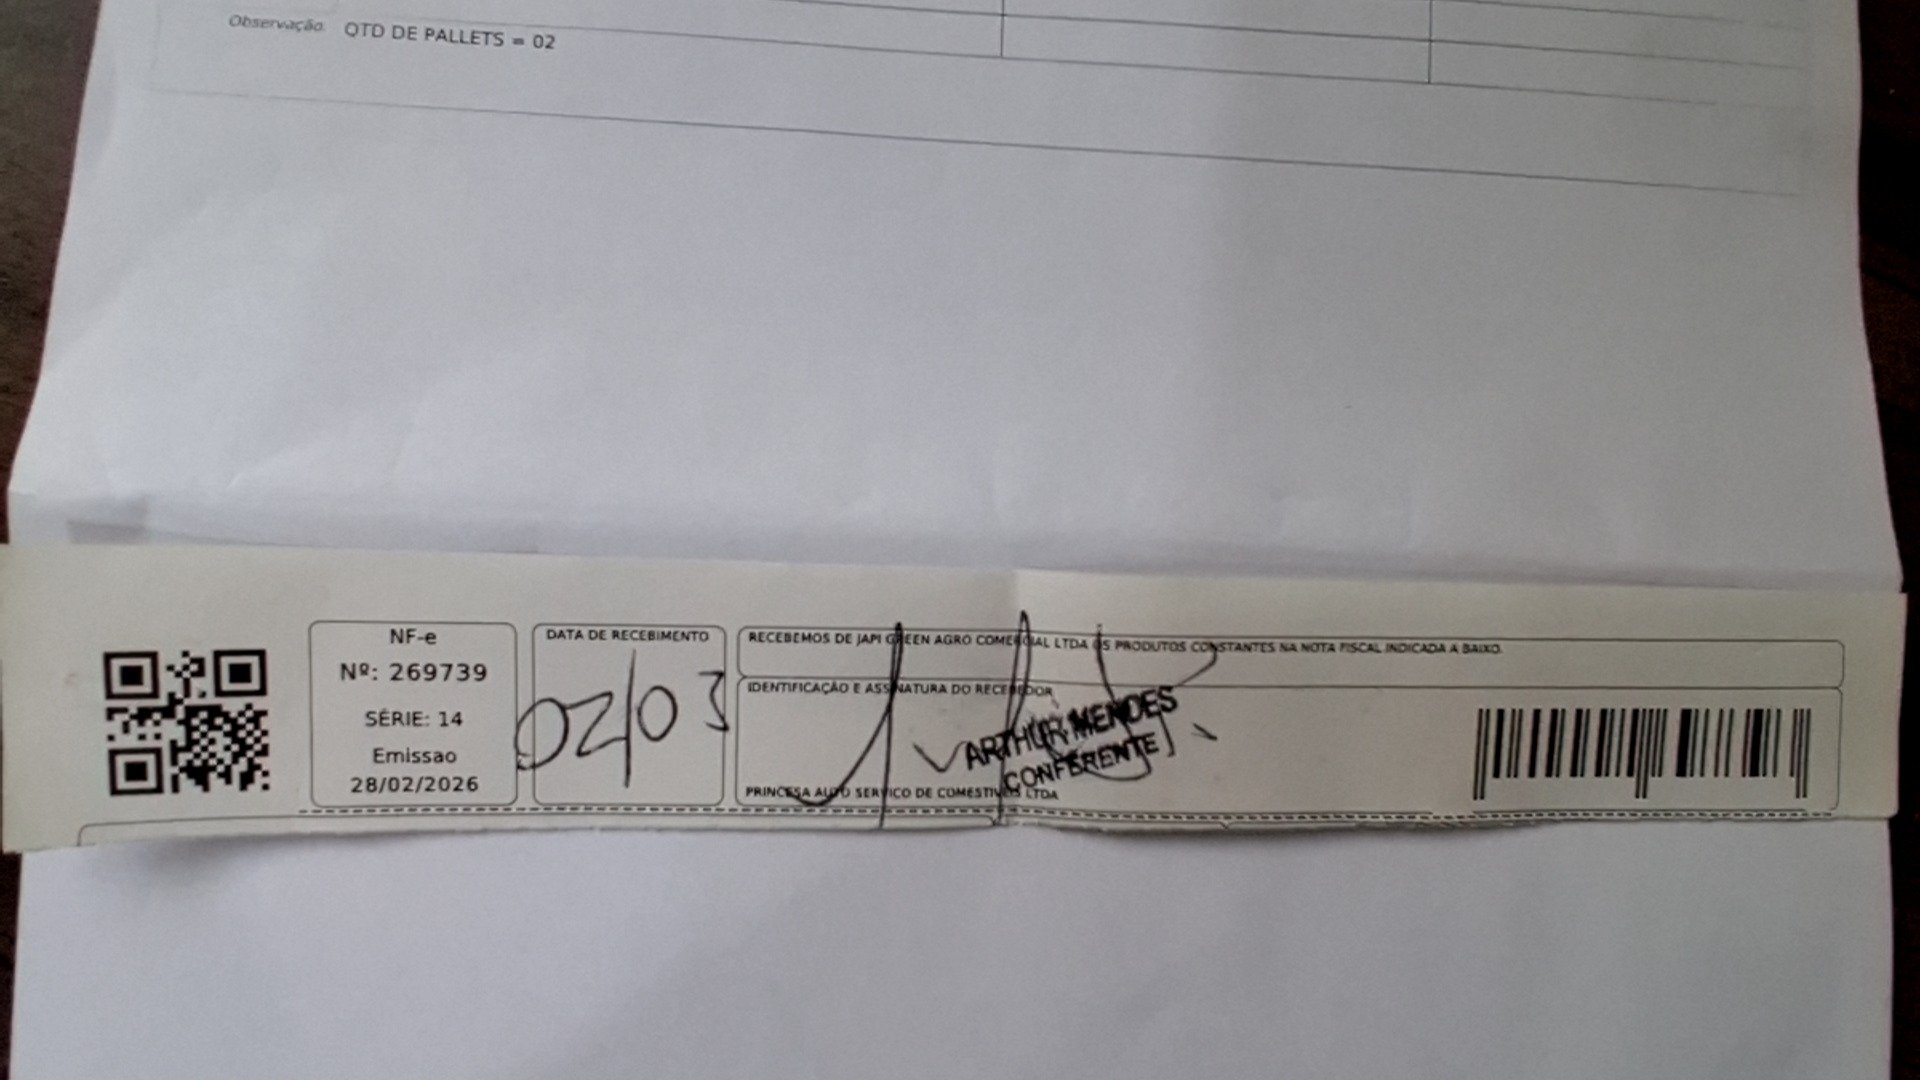 Observação: QTD DE PALLETS = 02
NF-e
Nº: 269739
SÉRIE: 14
Emissao
28/02/2026
DATA DE RECEBIMENTO
02/03
RECEBEMOS DE JAPI GREEN AGRO COMERCIAL LTDA OS PRODUTOS CONSTANTES NA NOTA FISCAL INDICADA A BAIXO.
IDENTIFICAÇÃO E ASSINATURA DO RECEBEDOR
ARTHUR MENDES
CONFERENTE
PRINCESA AUTO SERVICO DE COMESTIVEIS LTDA